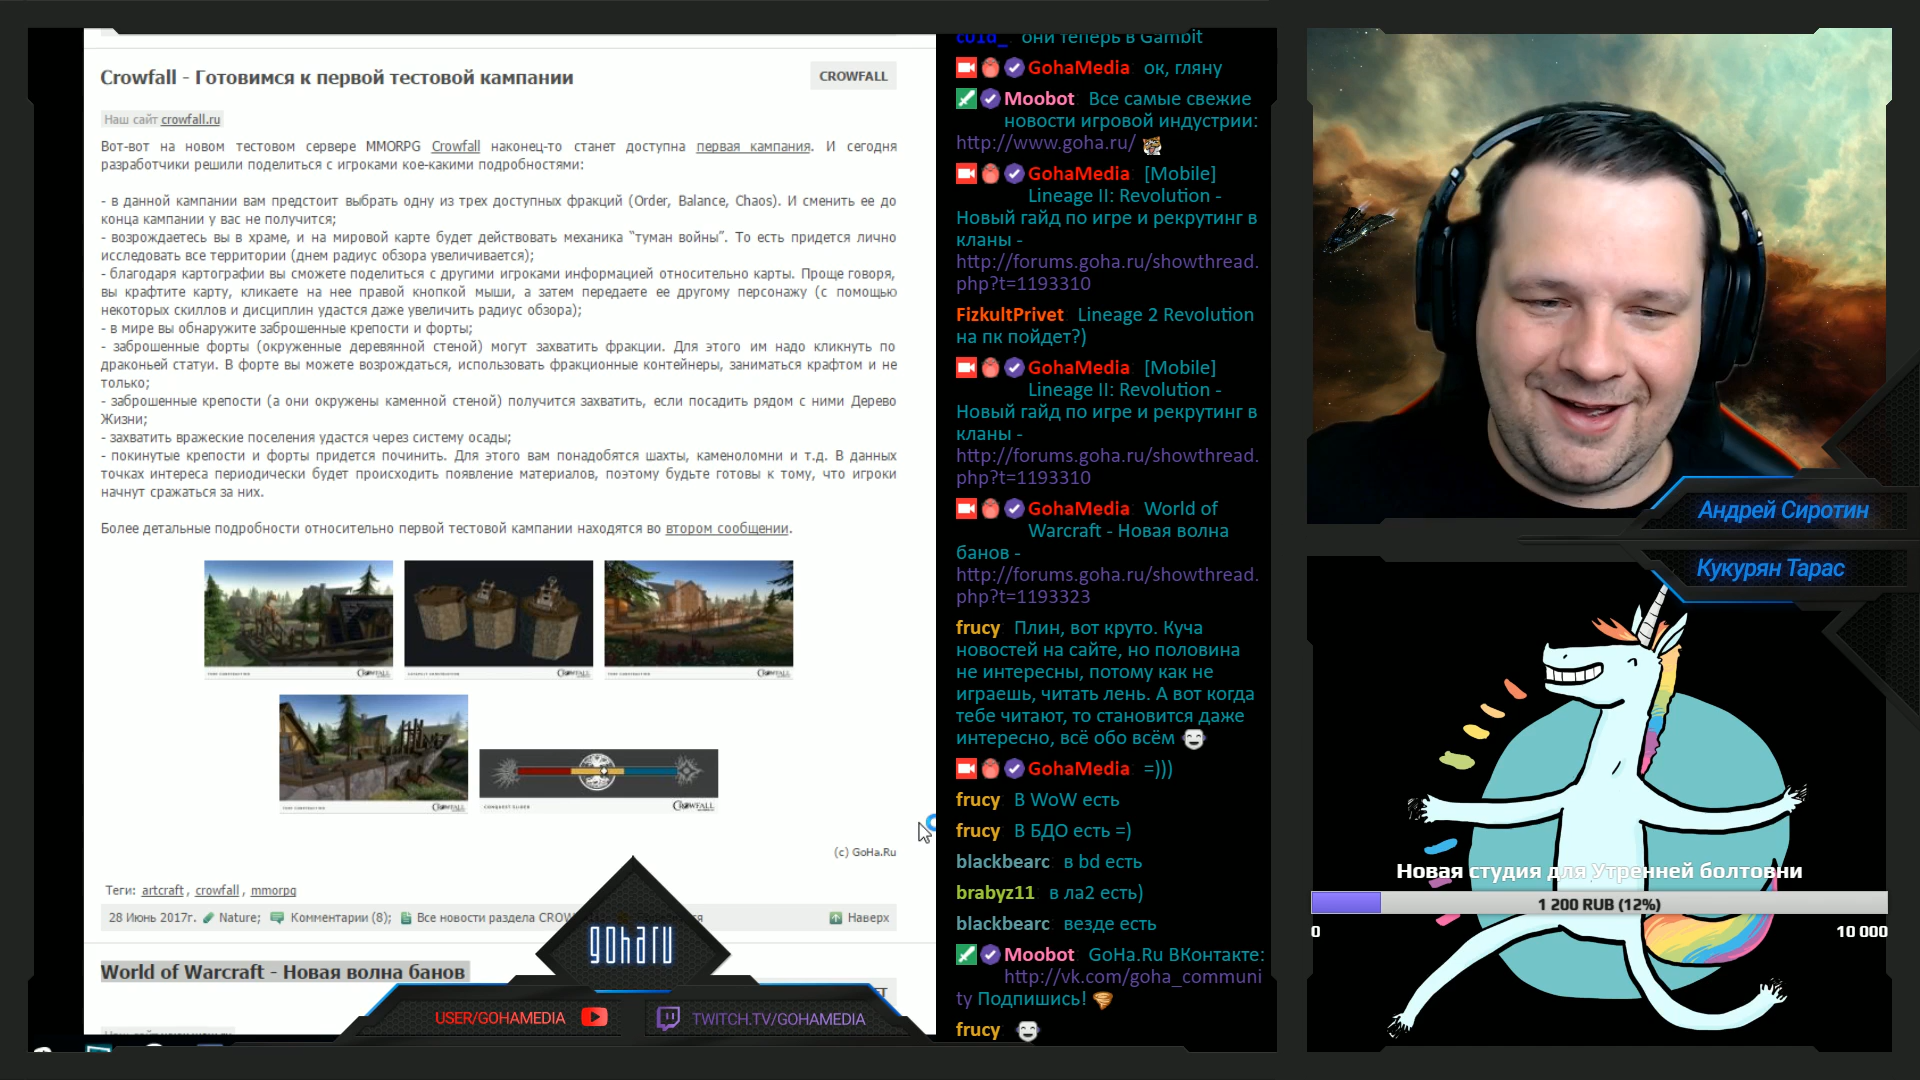 Crowfall - Готовимся к первой тестовой кампании
CROWFALL
Наш сайт crowfall.ru
Вот-вот на новом тестовом сервере MMORPG Crowfall наконец-то станет доступна первая кампания. И сегодня
разработчики решили поделиться с игроками кое-какими подробностями:
- в данной кампании вам предстоит выбрать одну из трех доступных фракций (Order, Balance, Chaos). И сменить ее до
конца кампании у вас не получится;
- возрождаетесь вы в храме, и на мировой карте будет действовать механика "туман войны". То есть придется лично
исследовать все территории (днем радиус обзора увеличивается);
- благодаря картографии вы сможете поделиться с другими игроками информацией относительно карты. Проще говоря,
вы крафтите карту, кликаете на нее правой кнопкой мыши, а затем передаете ее другому персонажу (с помощью
некоторых скиллов и дисциплин удастся даже увеличить радиус обзора);
- в мире вы обнаружите заброшенные крепости и форты;
- заброшенные форты (окруженные деревянной стеной) могут захватить фракции. Для этого им надо кликнуть по
драконьей статуи. В форте вы можете возрождаться, использовать фракционные контейнеры, заниматься крафтом и не
только;
- заброшенные крепости (а они окружены каменной стеной) получится захватить, если посадить рядом с ними Дерево
Жизни;
- захватить вражеские поселения удастся через систему осады;
- покинутые крепости и форты придется починить. Для этого вам понадобятся шахты, каменоломни и т.д. В данных
точках интереса периодически будет происходить появление материалов, поэтому будьте готовы к тому, что игроки
начнут сражаться за них.
Более детальные подробности относительно первой тестовой кампании находятся во втором сообщении.
CROWFALL
CROWFALL
CROWFALL
CROWFALL
CROWFALL
(c) GoHa.Ru
Теги: artcraft , crowfall , mmorpg
28 Июнь 2017г. Nature; Комментарии (8); Все новости раздела CROW
Наверх
World of Warcraft - Новая волна банов
goharu
USER/GOHAMEDIA
TWITCH.TV/GOHAMEDIA
cu1d_ они теперь в Gambit
GohaMedia ок, гляну
Moobot Все самые свежие
новости игровой индустрии:
http://www.goha.ru/
GohaMedia [Mobile]
Lineage II: Revolution -
Новый гайд по игре и рекрутинг в
кланы -
http://forums.goha.ru/showthread.
php?t=1193310
FizkultPrivet Lineage 2 Revolution
на пк пойдет?)
GohaMedia [Mobile]
Lineage II: Revolution -
Новый гайд по игре и рекрутинг в
кланы -
http://forums.goha.ru/showthread.
php?t=1193310
GohaMedia World of
Warcraft - Новая волна
банов -
http://forums.goha.ru/showthread.
php?t=1193323
frucy Плин, вот круто. Куча
новостей на сайте, но половина
не интересны, потому как не
играешь, читать лень. А вот когда
тебе читают, то становится даже
интересно, всё обо всём
GohaMedia =)))
frucy В WoW есть
frucy В БДО есть =)
blackbearc в bd есть
brabyz11 в ла2 есть)
blackbearc везде есть
Moobot GoHa.Ru ВКонтакте:
http://vk.com/goha_communi
ty Подпишись!
frucy
Андрей Сиротин
Кукурян Тарас
Новая студия для Утренней болтовни
1 200 RUB (12%)
0
10 000